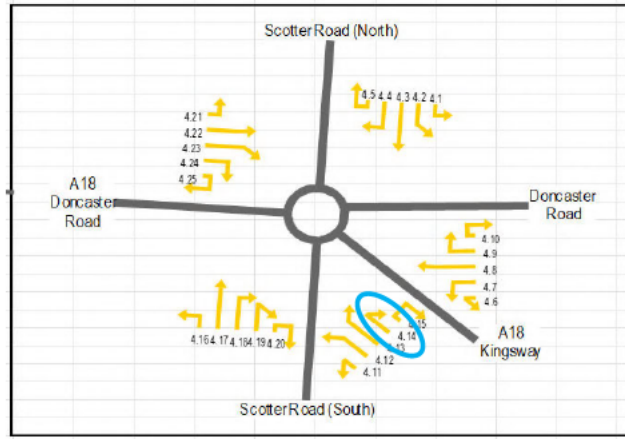 Scotter Road (North)
4.5 4.4 4.3 4.2 4.1
4.21
4.22
4.23
4.24
4.25
A18
Doncaster
Road
Doncaster
Road
4.10
4.9
4.8
4.7
4.6
4.15
4.14
4.13
4.12
4.11
4.16 4.17 4.18 4.19 4.20
A18
Kingsway
Scotter Road (South)